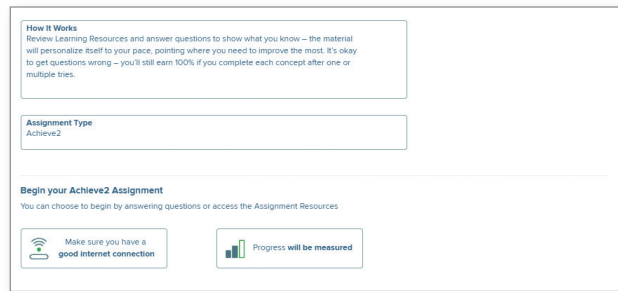 How It Works
Review Learning Resources and answer questions to show what you know – the material
will personalize itself to your pace, pointing where you need to improve the most. It's okay
to get questions wrong – you'll still earn 100% if you complete each concept after one or
multiple tries.
Assignment Type
Achieve2
Begin your Achieve2 Assignment
You can choose to begin by answering questions or access the Assignment Resources
Make sure you have a
good internet connection
Progress will be measured